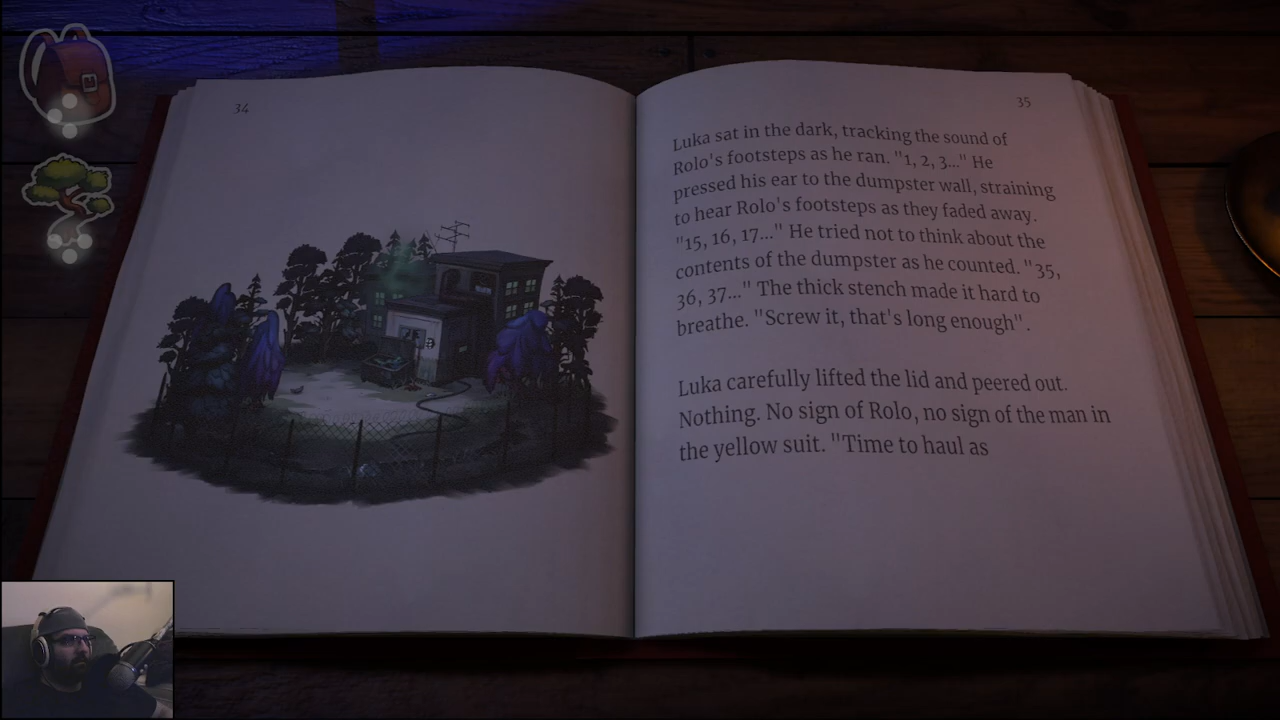 34
35
Luka sat in the dark, tracking the sound of
Rolo's footsteps as he ran. "1, 2, 3..." He
pressed his ear to the dumpster wall, straining
to hear Rolo's footsteps as they faded away.
"15, 16, 17..." He tried not to think about the
contents of the dumpster as he counted. "35,
36, 37..." The thick stench made it hard to
breathe. "Screw it, that's long enough".
Luka carefully lifted the lid and peered out.
Nothing. No sign of Rolo, no sign of the man in
the yellow suit. "Time to haul as